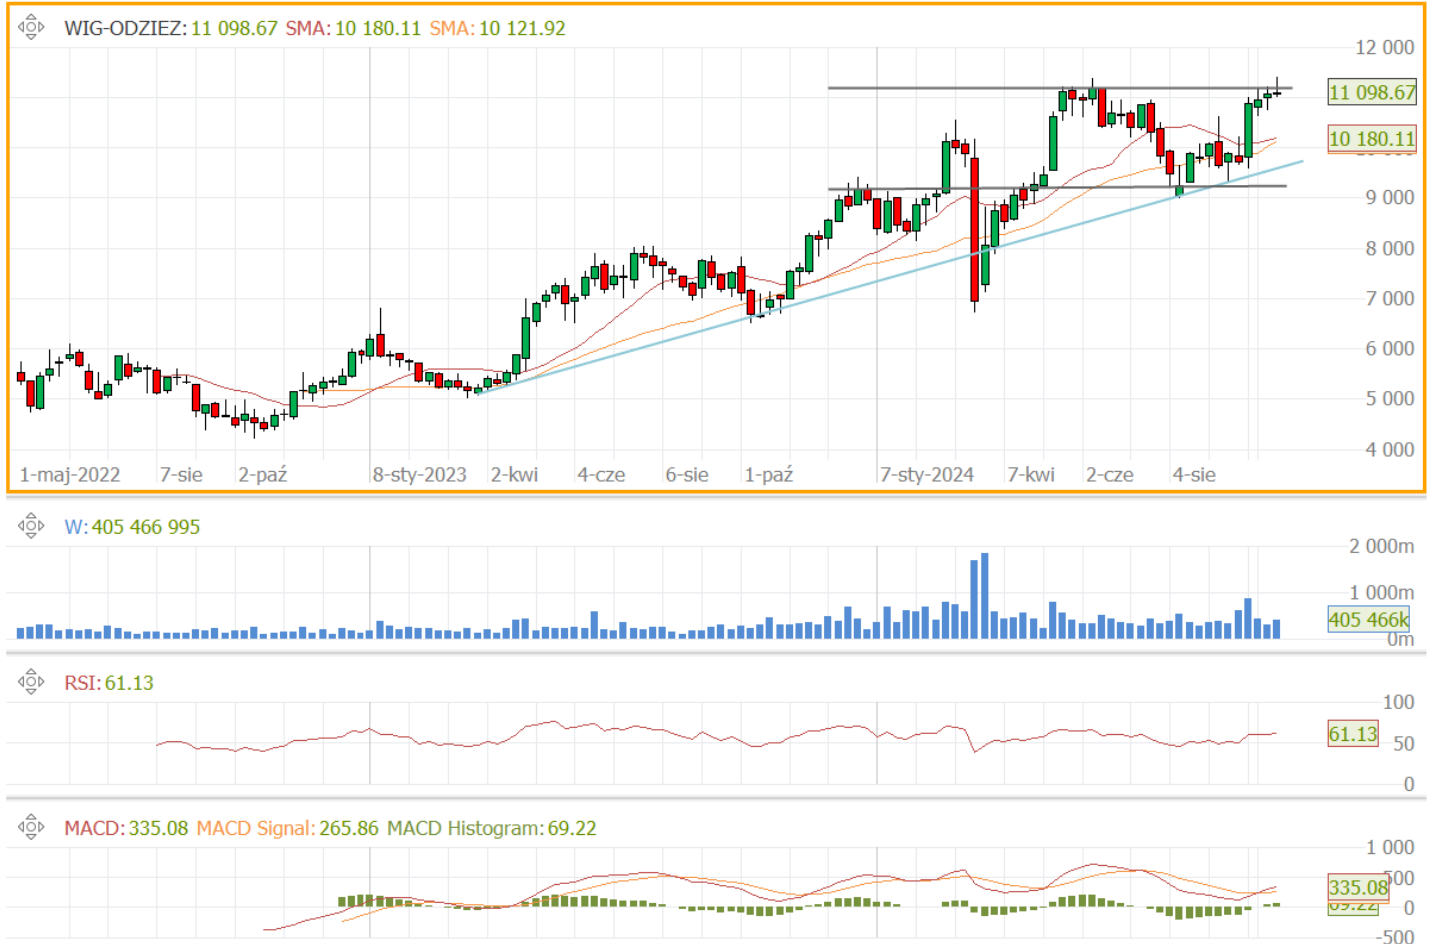 WIG-ODZIEZ: 11 098.67 SMA: 10 180.11 SMA: 10 121.92
12 000
11 098.67
10 180.11
9 000
8 000
7 000
6 000
5 000
4 000
1-maj-2022 7-sie 2-paź 8-sty-2023 2-kwi 4-cze 6-sie 1-paź 7-sty-2024 7-kwi 2-cze 4-sie
W: 405 466 995
2 000m
1 000m
405 466k
0m
RSI: 61.13
100
61.13
50
0
MACD: 335.08 MACD Signal: 265.86 MACD Histogram: 69.22
1 000
500
335.08
69.22
0
-500